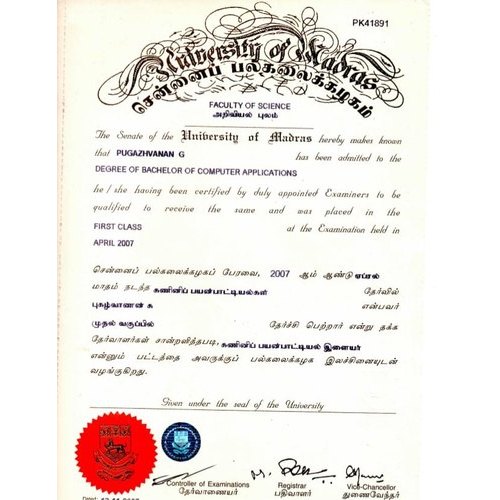 PK41891
University of Madras
சென்னைப் பல்கலைக்கழகம்
FACULTY OF SCIENCE
அறிவியல் புலம்
The Senate of the University of Madras hereby makes known
that PUGAZHVANAN G has been admitted to the
DEGREE OF BACHELOR OF COMPUTER APPLICATIONS
he / she having been certified by duly appointed Examiners to be
qualified to receive the same and was placed in the
FIRST CLASS at the Examination held in
APRIL 2007
சென்னைப் பல்கலைக்கழகப் பேரவை, 2007 ஆம் ஆண்டு ஏப்ரல்
மாதம் நடந்த கணினிப் பயன்பாட்டியல்கள் தேர்வில்
புகழ்வாணன் க என்பவர்
முதல் வகுப்பில் தேர்ச்சி பெற்றார் என்று தக்க
தேர்வாளர்கள் சான்றளித்தபடி, கணினிப் பயன்பாட்டியல் இளையர்
என்னும் பட்டத்தை அவருக்குப் பல்கலைக்கழக இலச்சினையுடன்
வழங்குகிறது.
Given under the seal of the University
Controller of Examinations Registrar Vice-Chancellor
தேர்வாணையர் பதிவாளர் துணைவேந்தர்